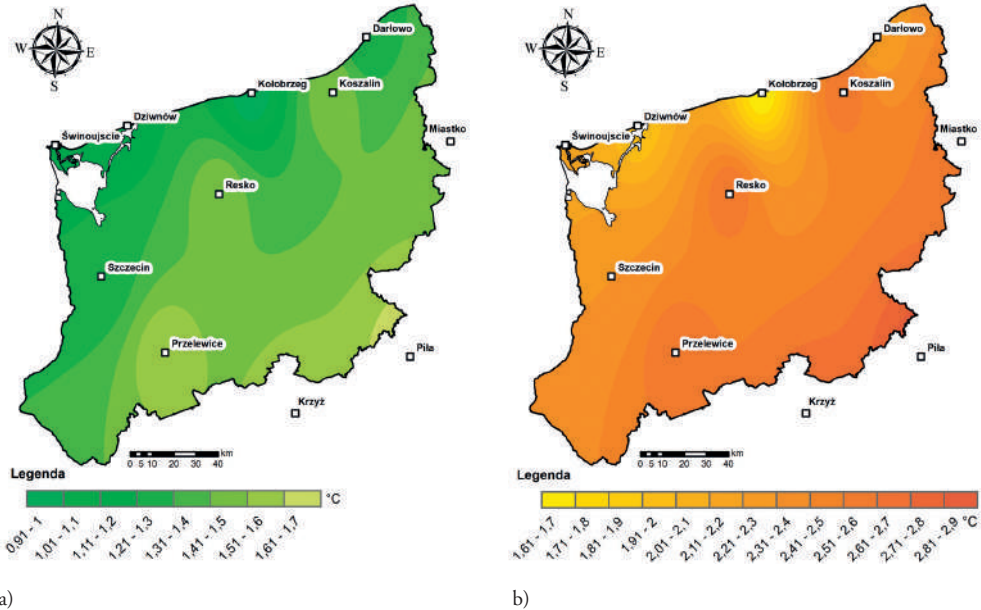 N
W E
S
Darłowo
Kołobrzeg
Koszalin
Dziwnów
Świnoujscie
Miastko
Resko
Szczecin
Przelewice
Piła
Krzyż
km
0 5 10 20 30 40
Legenda
°C
0,91 - 1
1,01 - 1,1
1,11 - 1,2
1,21 - 1,3
1,31 - 1,4
1,41 - 1,5
1,51 - 1,6
1,61 - 1,7
a)
N
W E
S
Darłowo
Kołobrzeg
Koszalin
Dziwnów
Świnoujscie
Miastko
Resko
Szczecin
Przelewice
Piła
Krzyż
km
0 5 10 20 30 40
Legenda
1,61 - 1,7
1,71 - 1,8
1,81 - 1,9
1,91 - 2
2,01 - 2,1
2,11 - 2,2
2,21 - 2,3
2,31 - 2,4
2,41 - 2,5
2,51 - 2,6
2,61 - 2,7
2,71 - 2,8
2,81 - 2,9
°C
b)